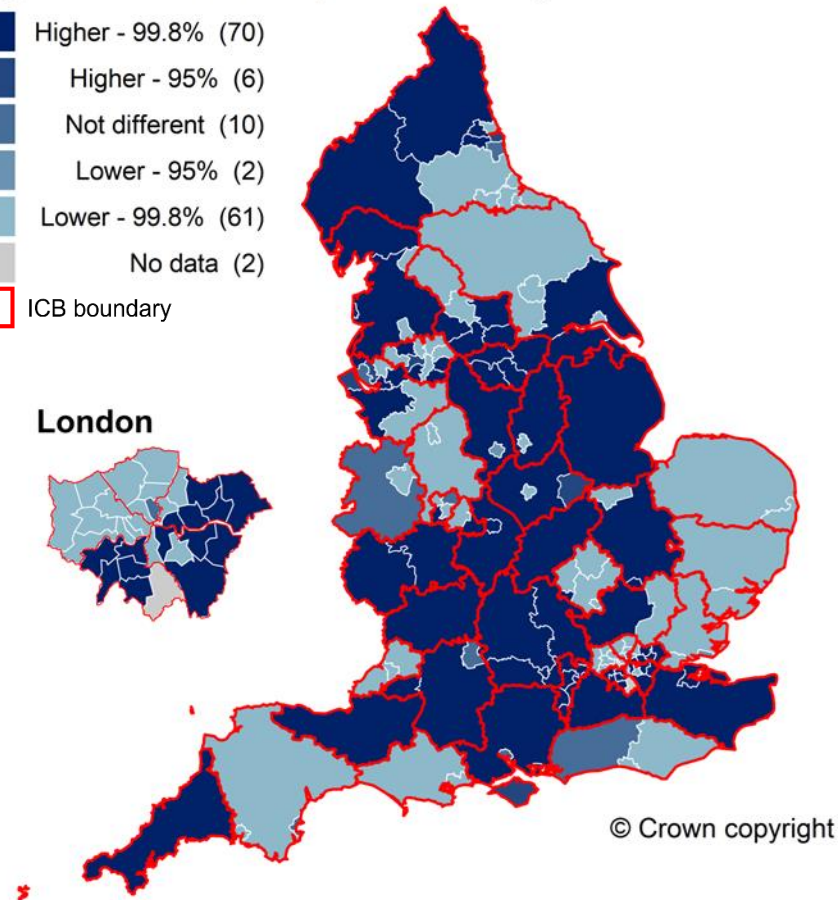 Higher - 99.8% (70)
Higher - 95% (6)
Not different (10)
Lower - 95% (2)
Lower - 99.8% (61)
No data (2)
ICB boundary
London
© Crown copyright